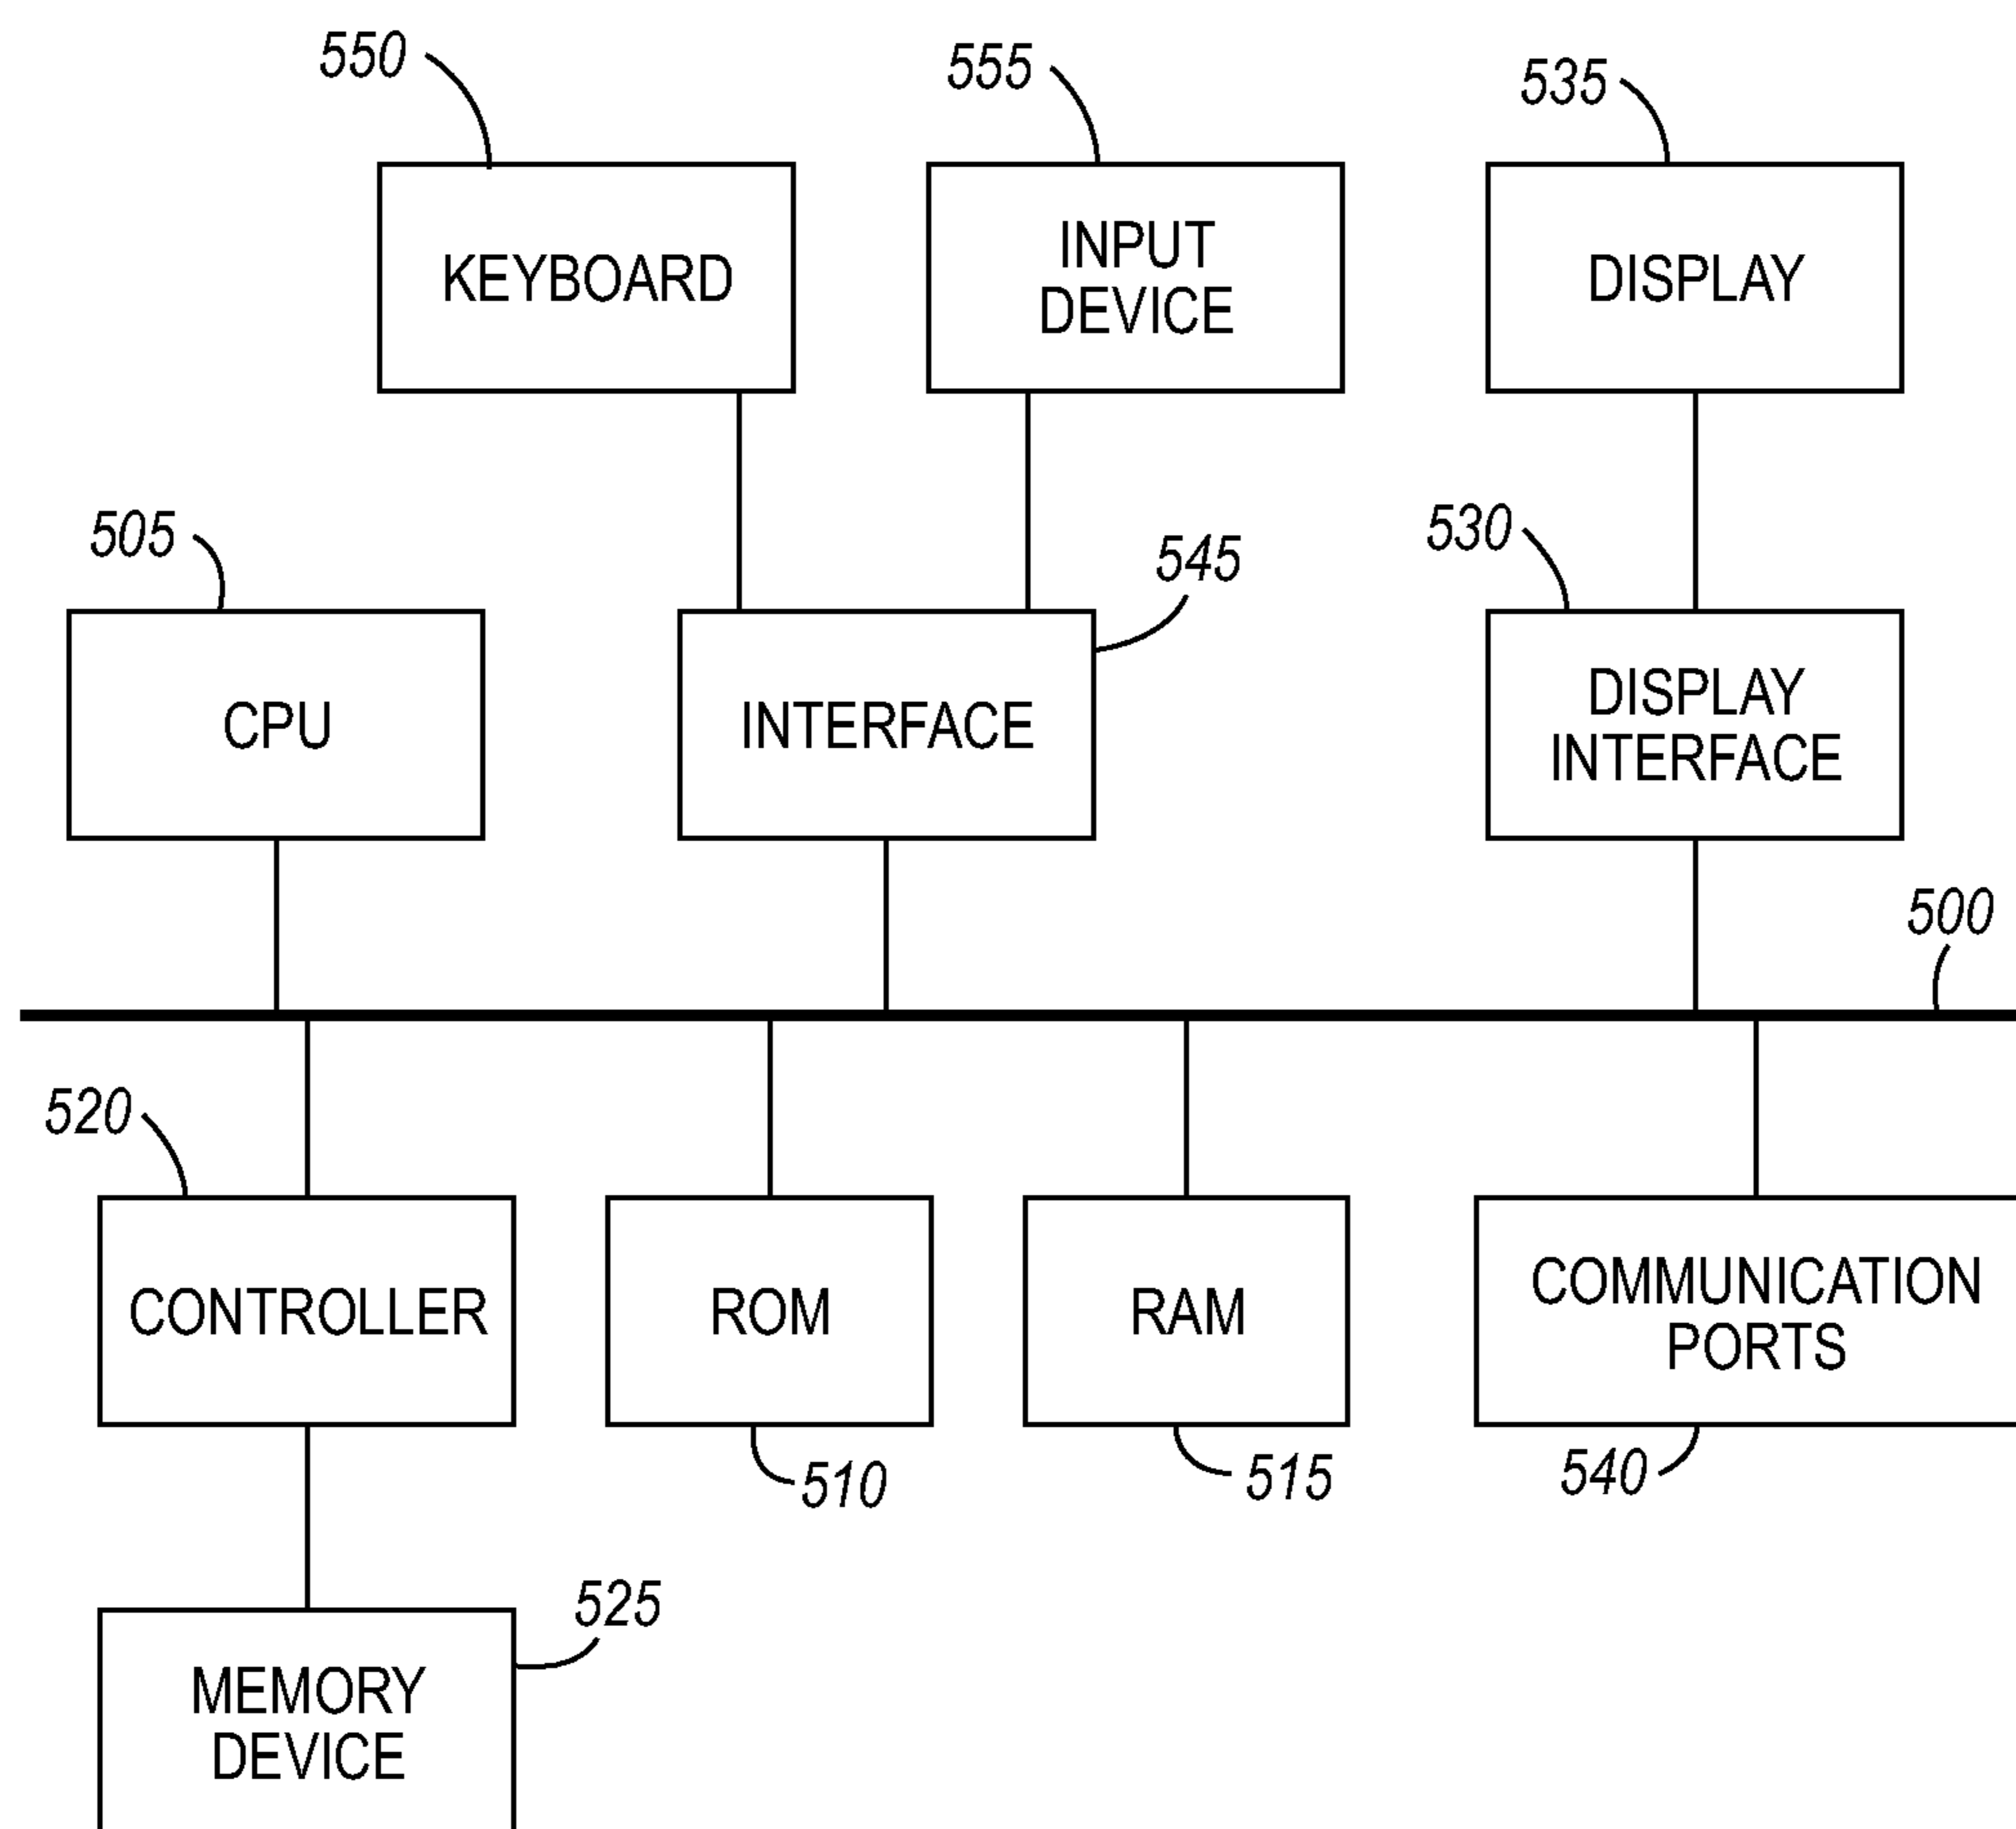 550
555
535
KEYBOARD
INPUT
DEVICE
DISPLAY
505
545
530
CPU
INTERFACE
DISPLAY
INTERFACE
500
520
CONTROLLER
ROM
RAM
COMMUNICATION
PORTS
510
515
540
525
MEMORY
DEVICE